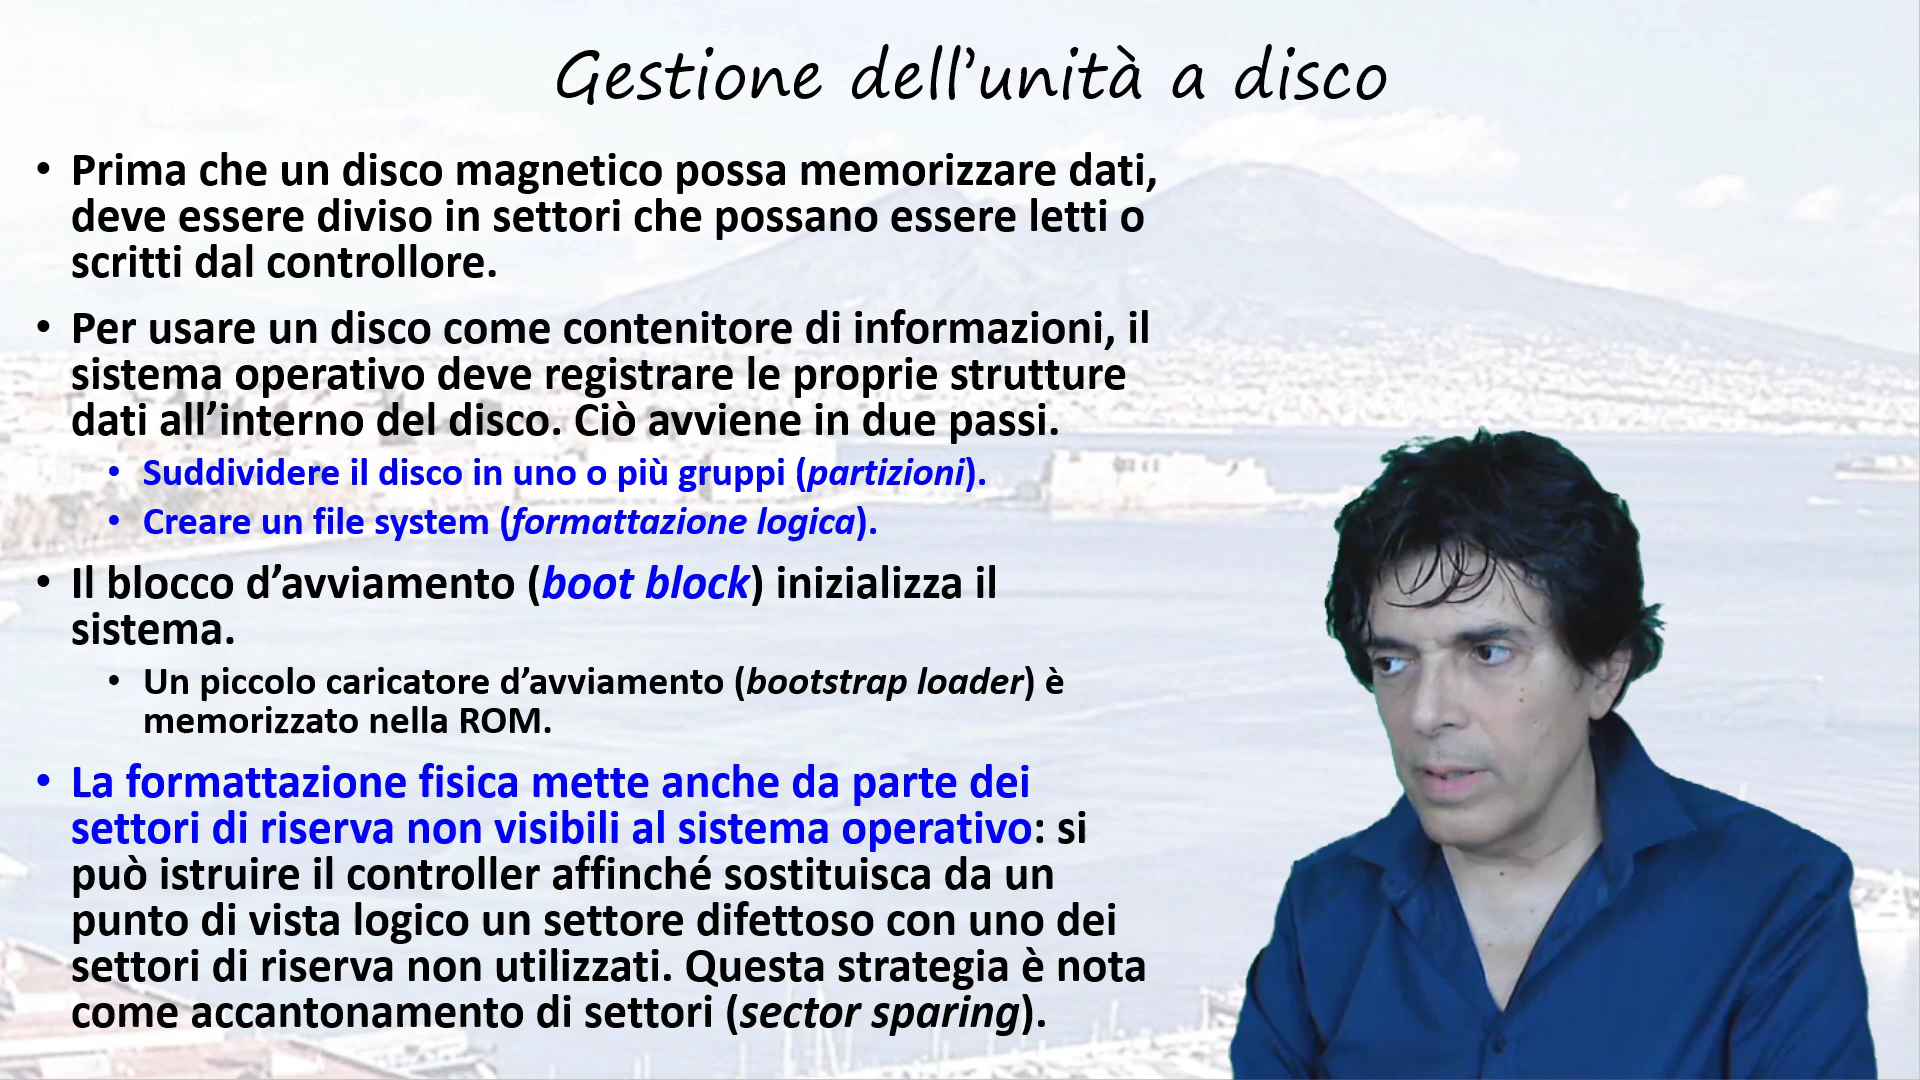 Gestione dell’unità a disco
• Prima che un disco magnetico possa memorizzare dati,
deve essere diviso in settori che possano essere letti o
scritti dal controllore.
• Per usare un disco come contenitore di informazioni, il
sistema operativo deve registrare le proprie strutture
dati all’interno del disco. Ciò avviene in due passi.
• Suddividere il disco in uno o più gruppi (partizioni).
• Creare un file system (formattazione logica).
• Il blocco d’avviamento (boot block) inizializza il
sistema.
• Un piccolo caricatore d’avviamento (bootstrap loader) è
memorizzato nella ROM.
• La formattazione fisica mette anche da parte dei
settori di riserva non visibili al sistema operativo: si
può istruire il controller affinché sostituisca da un
punto di vista logico un settore difettoso con uno dei
settori di riserva non utilizzati. Questa strategia è nota
come accantonamento di settori (sector sparing).